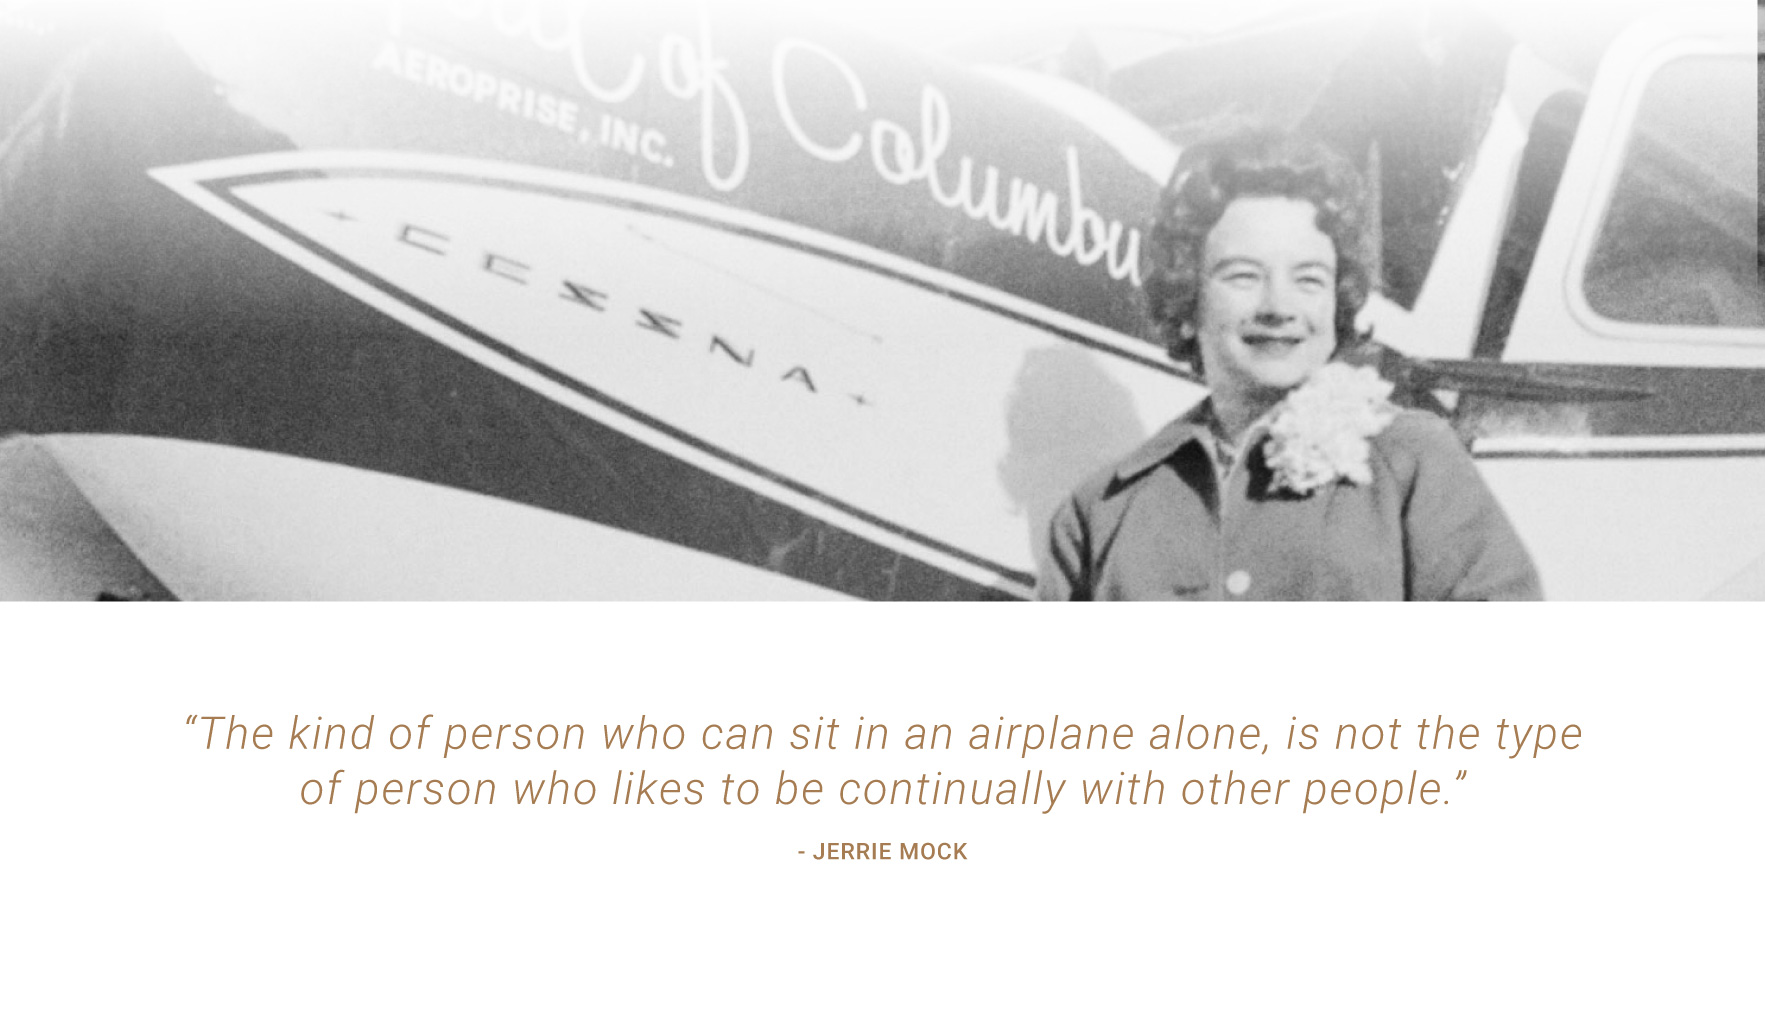 of Columbu
AEROPRISE, INC.
CESSNA
“The kind of person who can sit in an airplane alone, is not the type
of person who likes to be continually with other people.”
- JERRIE MOCK